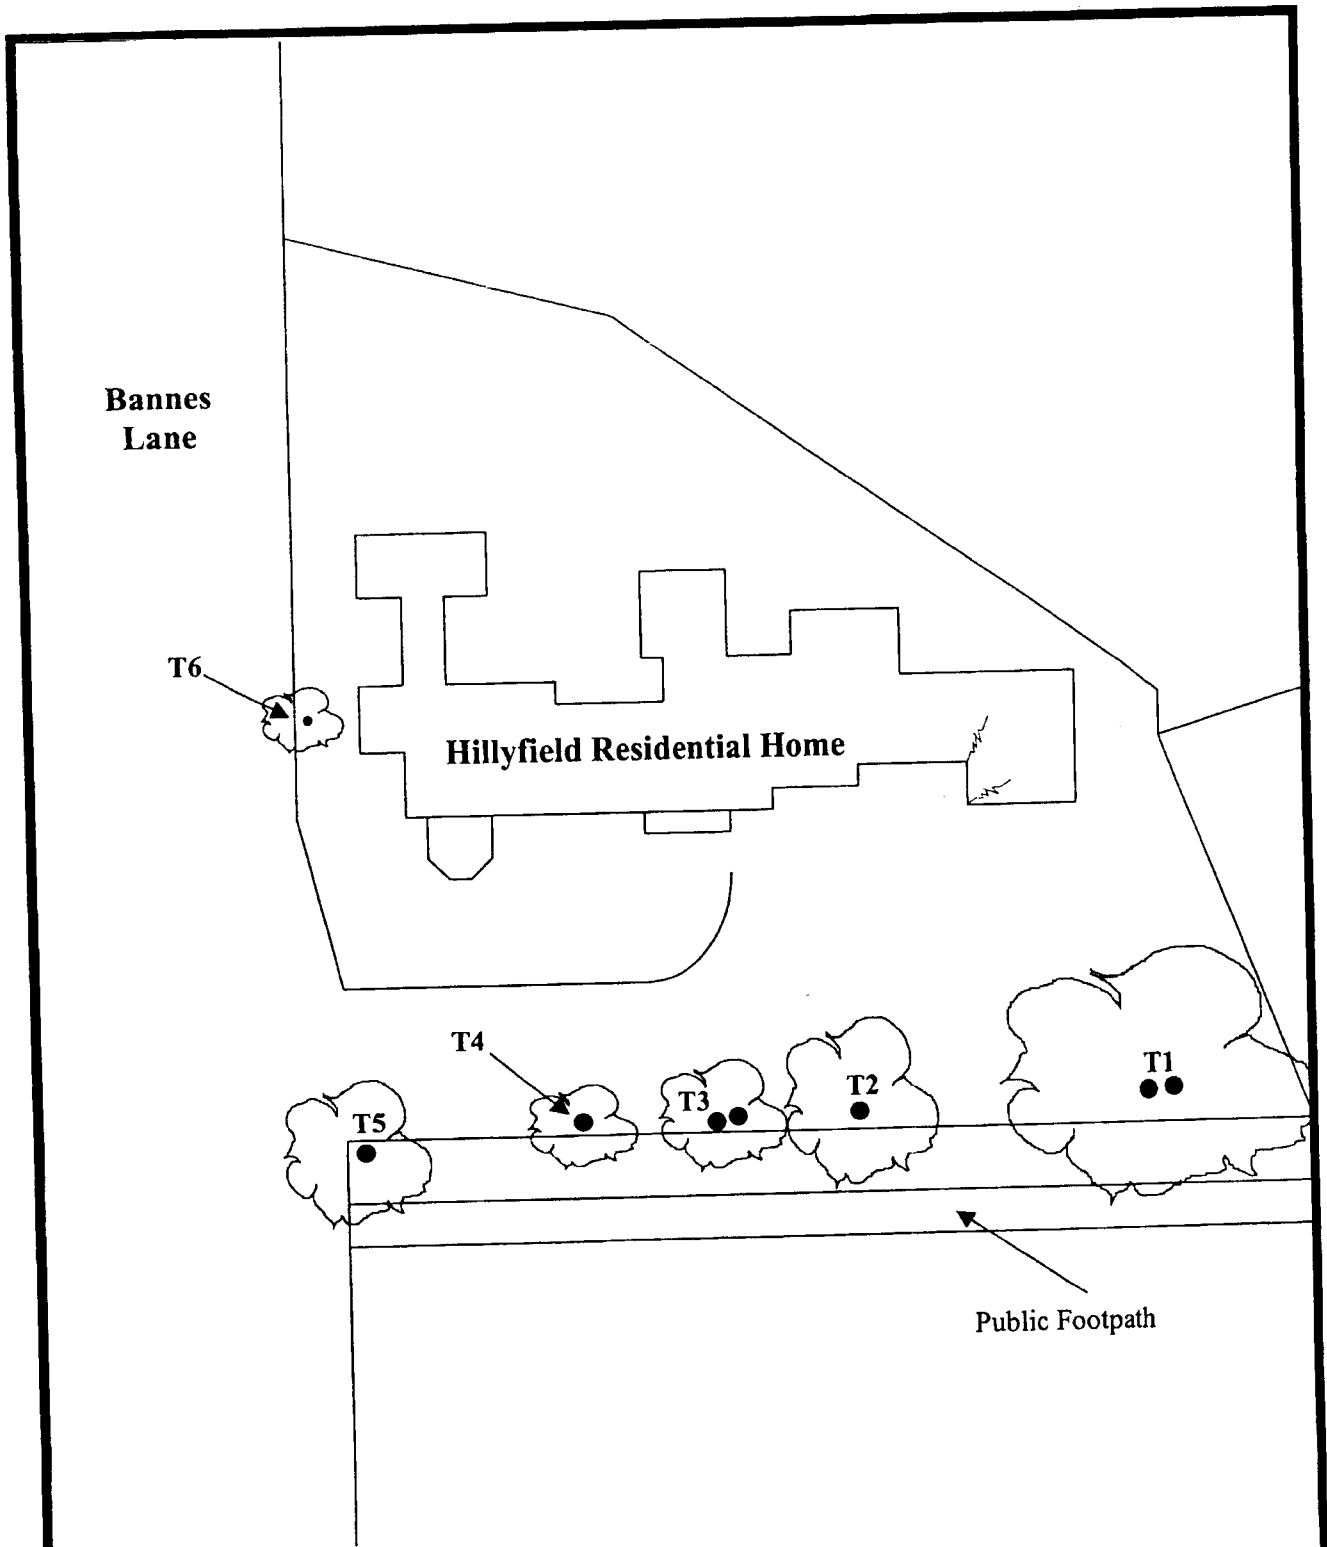 Bannes
Lane
T6
Hillyfield Residential Home
T4
T1
T2
T3
T5
Public Footpath